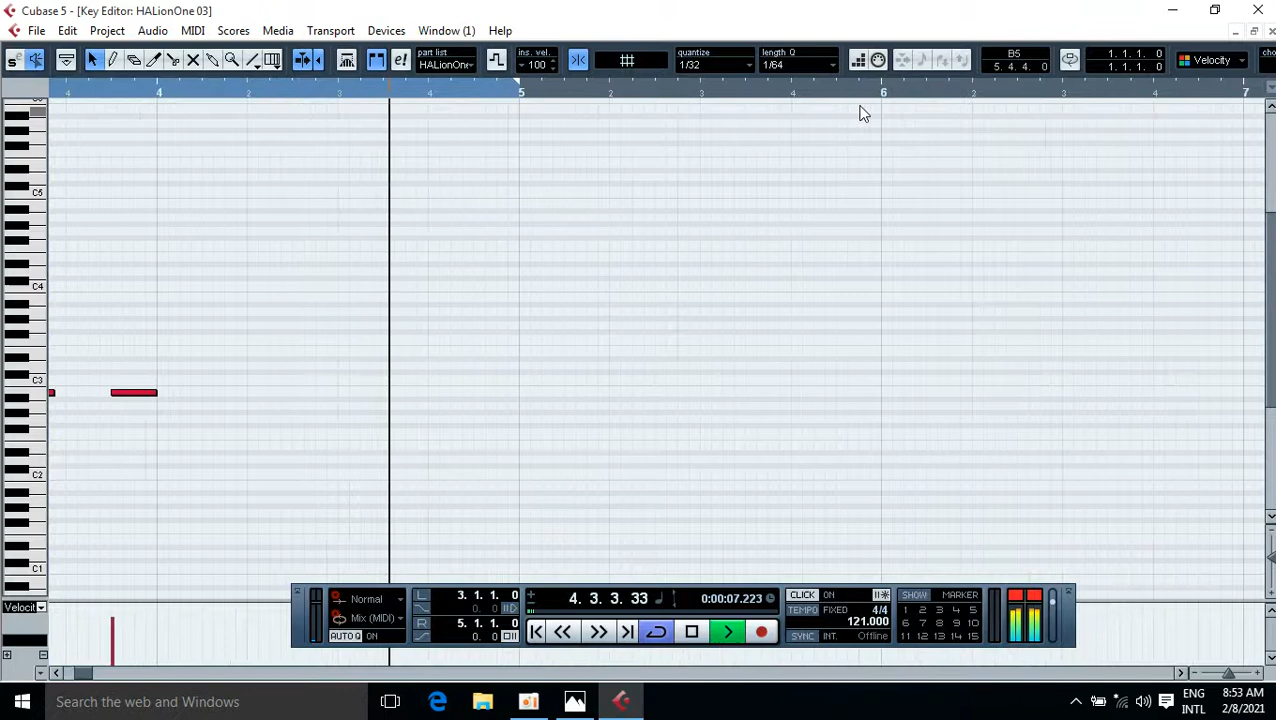 Cubase 5 - [Key Editor: HALionOne 03]
File Edit Project Audio MIDI Scores Media Transport Devices Window (1) Help
part list ins. vel. quantize length Q B5 1. 1. 1. 0
HALionOne 100 1/32 1/64 5. 4. 4. 0 1. 1. 1. 0 Velocity
4 4 2 3 4 5 2 3 4 6 2 3 4 7
C5
C4
C3
C2
C1
Normal L 3. 1. 1. 0 4. 3. 3. 33 0:00:07.223 CLICK ON SHOW MARKER
0. 0 TEMPO FIXED 4/4 1 2 3 4 5
Mix (MIDI) R 5. 1. 1. 0 121.000 6 7 8 9 10
AUTO Q ON 0. 0 SYNC INT. Offline 11 12 13 14 15
Velocit
Search the web and Windows
ENG 8:53 AM
INTL 2/8/2021